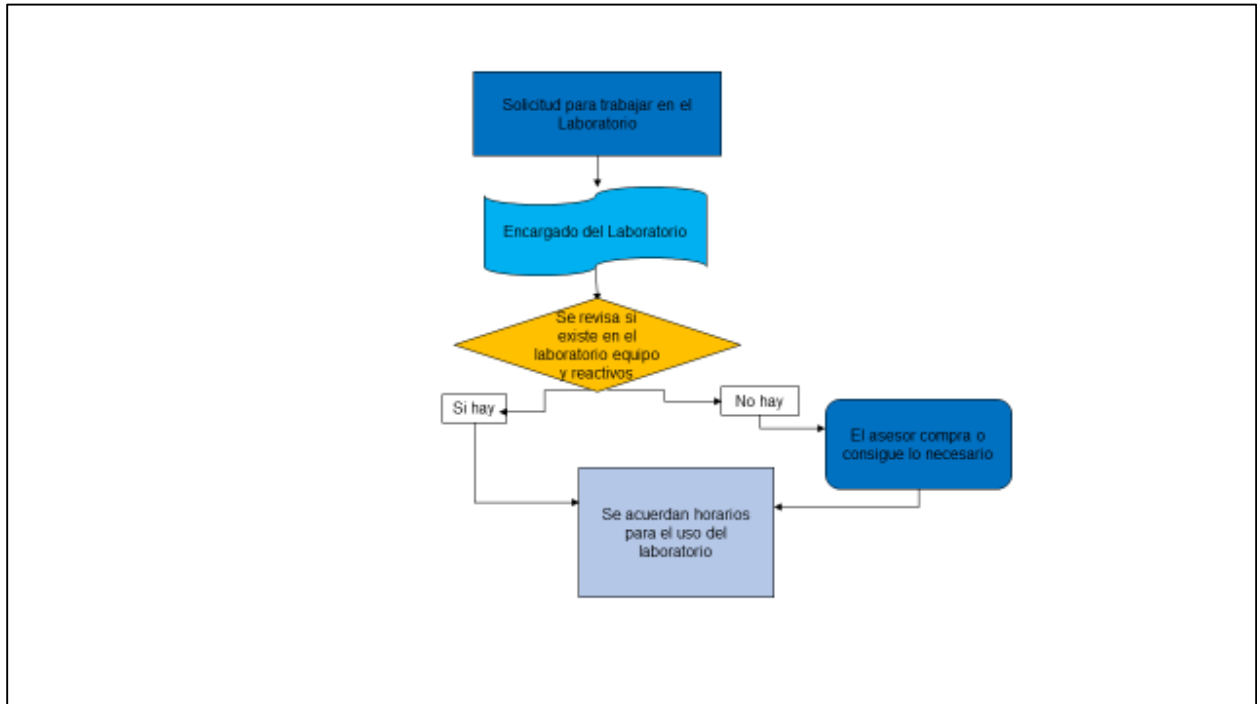 Solicitud para trabajar en el
Laboratorio
Encargado del Laboratorio
Se revisa si
existe en el
laboratorio equipo
y reactivos
Si hay
No hay
El asesor compra o
consigue lo necesario
Se acuerdan horarios
para el uso del
laboratorio